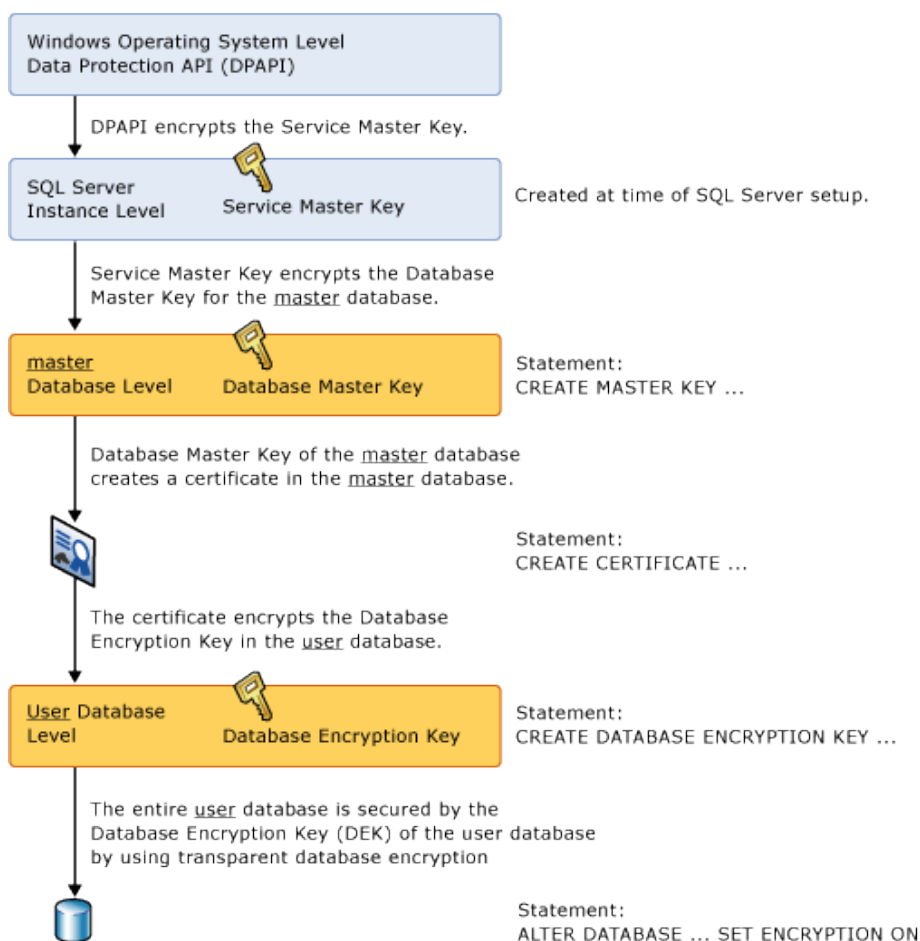 Windows Operating System Level
Data Protection API (DPAPI)
DPAPI encrypts the Service Master Key.
SQL Server
Instance Level
Service Master Key
Created at time of SQL Server setup.
Service Master Key encrypts the Database
Master Key for the master database.
master
Database Level
Database Master Key
Statement:
CREATE MASTER KEY ...
Database Master Key of the master database
creates a certificate in the master database.
Statement:
CREATE CERTIFICATE ...
The certificate encrypts the Database
Encryption Key in the user database.
User Database
Level
Database Encryption Key
Statement:
CREATE DATABASE ENCRYPTION KEY ...
The entire user database is secured by the
Database Encryption Key (DEK) of the user database
by using transparent database encryption
Statement:
ALTER DATABASE ... SET ENCRYPTION ON